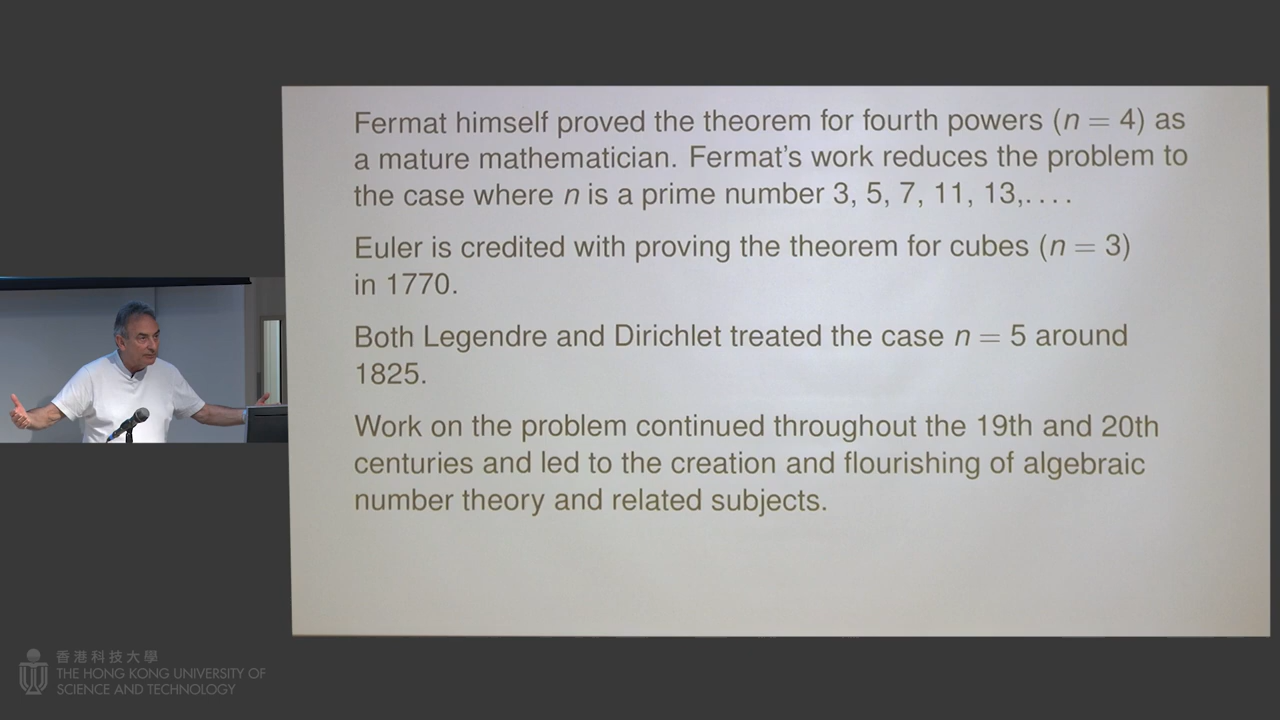 Fermat himself proved the theorem for fourth powers (n = 4) as
a mature mathematician. Fermat's work reduces the problem to
the case where n is a prime number 3, 5, 7, 11, 13,. . . .
Euler is credited with proving the theorem for cubes (n = 3)
in 1770.
Both Legendre and Dirichlet treated the case n = 5 around
1825.
Work on the problem continued throughout the 19th and 20th
centuries and led to the creation and flourishing of algebraic
number theory and related subjects.
香港科技大學
THE HONG KONG UNIVERSITY OF
SCIENCE AND TECHNOLOGY